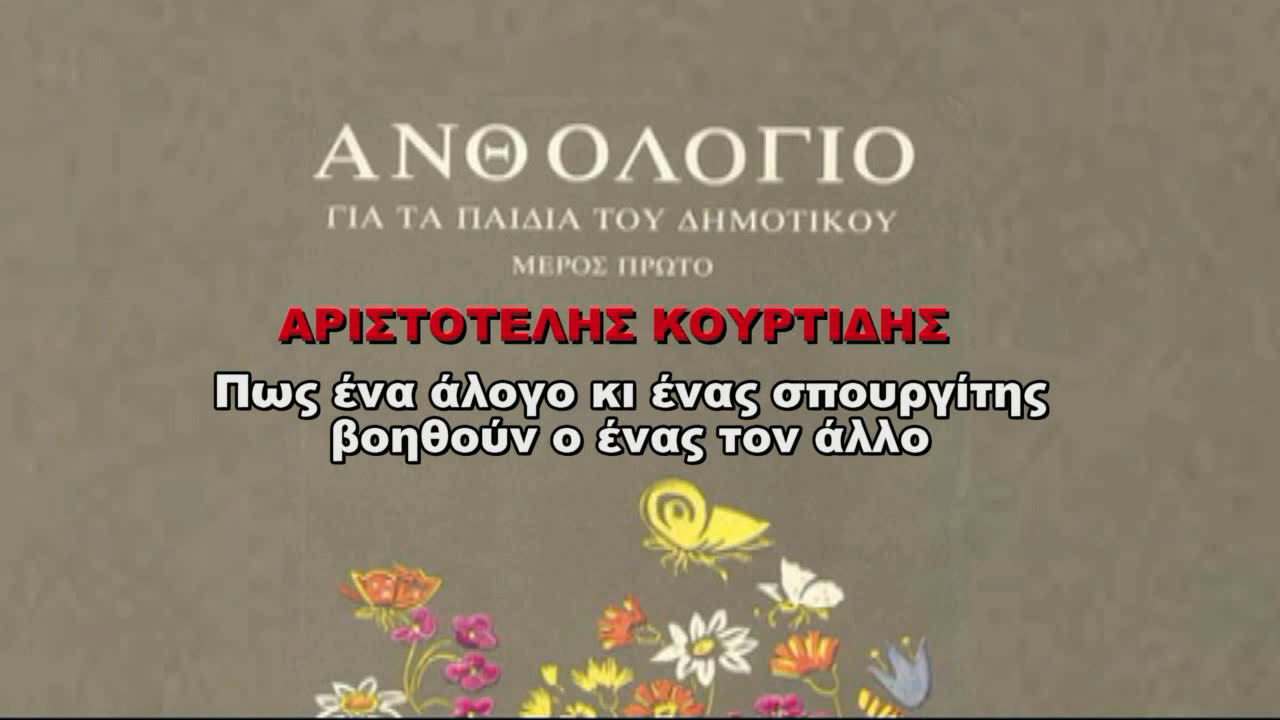 ΑΝΘΟΛΟΓΙΟ
ΓΙΑ ΤΑ ΠΑΙΔΙΑ ΤΟΥ ΔΗΜΟΤΙΚΟΥ
ΜΕΡΟΣ ΠΡΩΤΟ
ΑΡΙΣΤΟΤΕΛΗΣ ΚΟΥΡΤΙΔΗΣ
Πως ένα άλογο κι ένας σπουργίτης
βοηθούν ο ένας τον άλλο